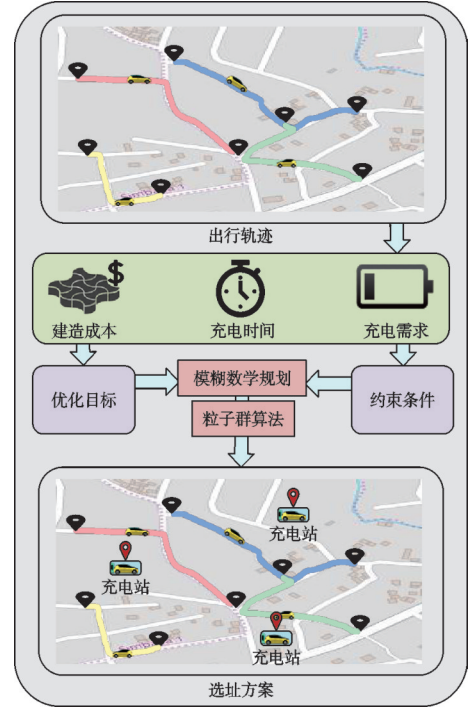 出行轨迹
$
建造成本
充电时间
充电需求
优化目标
模糊数学规划
粒子群算法
约束条件
充电站
充电站
充电站
选址方案